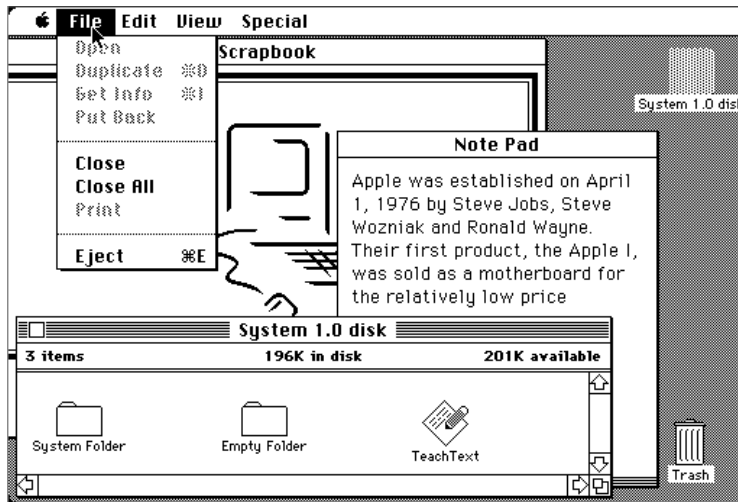 File Edit View Special
Open
Duplicate ⌘D
Get Info ⌘I
Put Back
Close
Close All
Print
Eject ⌘E
Scrapbook
System 1.0 disk
Note Pad
Apple was established on April
1, 1976 by Steve Jobs, Steve
Wozniak and Ronald Wayne.
Their first product, the Apple I,
was sold as a motherboard for
the relatively low price
System 1.0 disk
3 items 196K in disk 201K available
System Folder Empty Folder TeachText
Trash